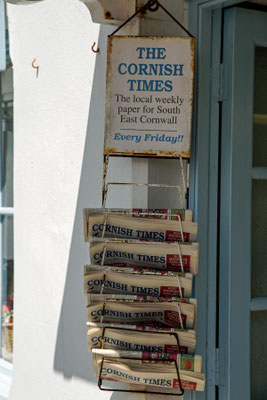 THE
CORNISH
TIMES
The local weekly
paper for South
East Cornwall
Every Friday!!
CORNISH TIMES
CORNISH TIMES
CORNISH TIMES
CORNISH TIMES
CORNISH TIMES
CORNISH TIMES
CORNISH TIMES